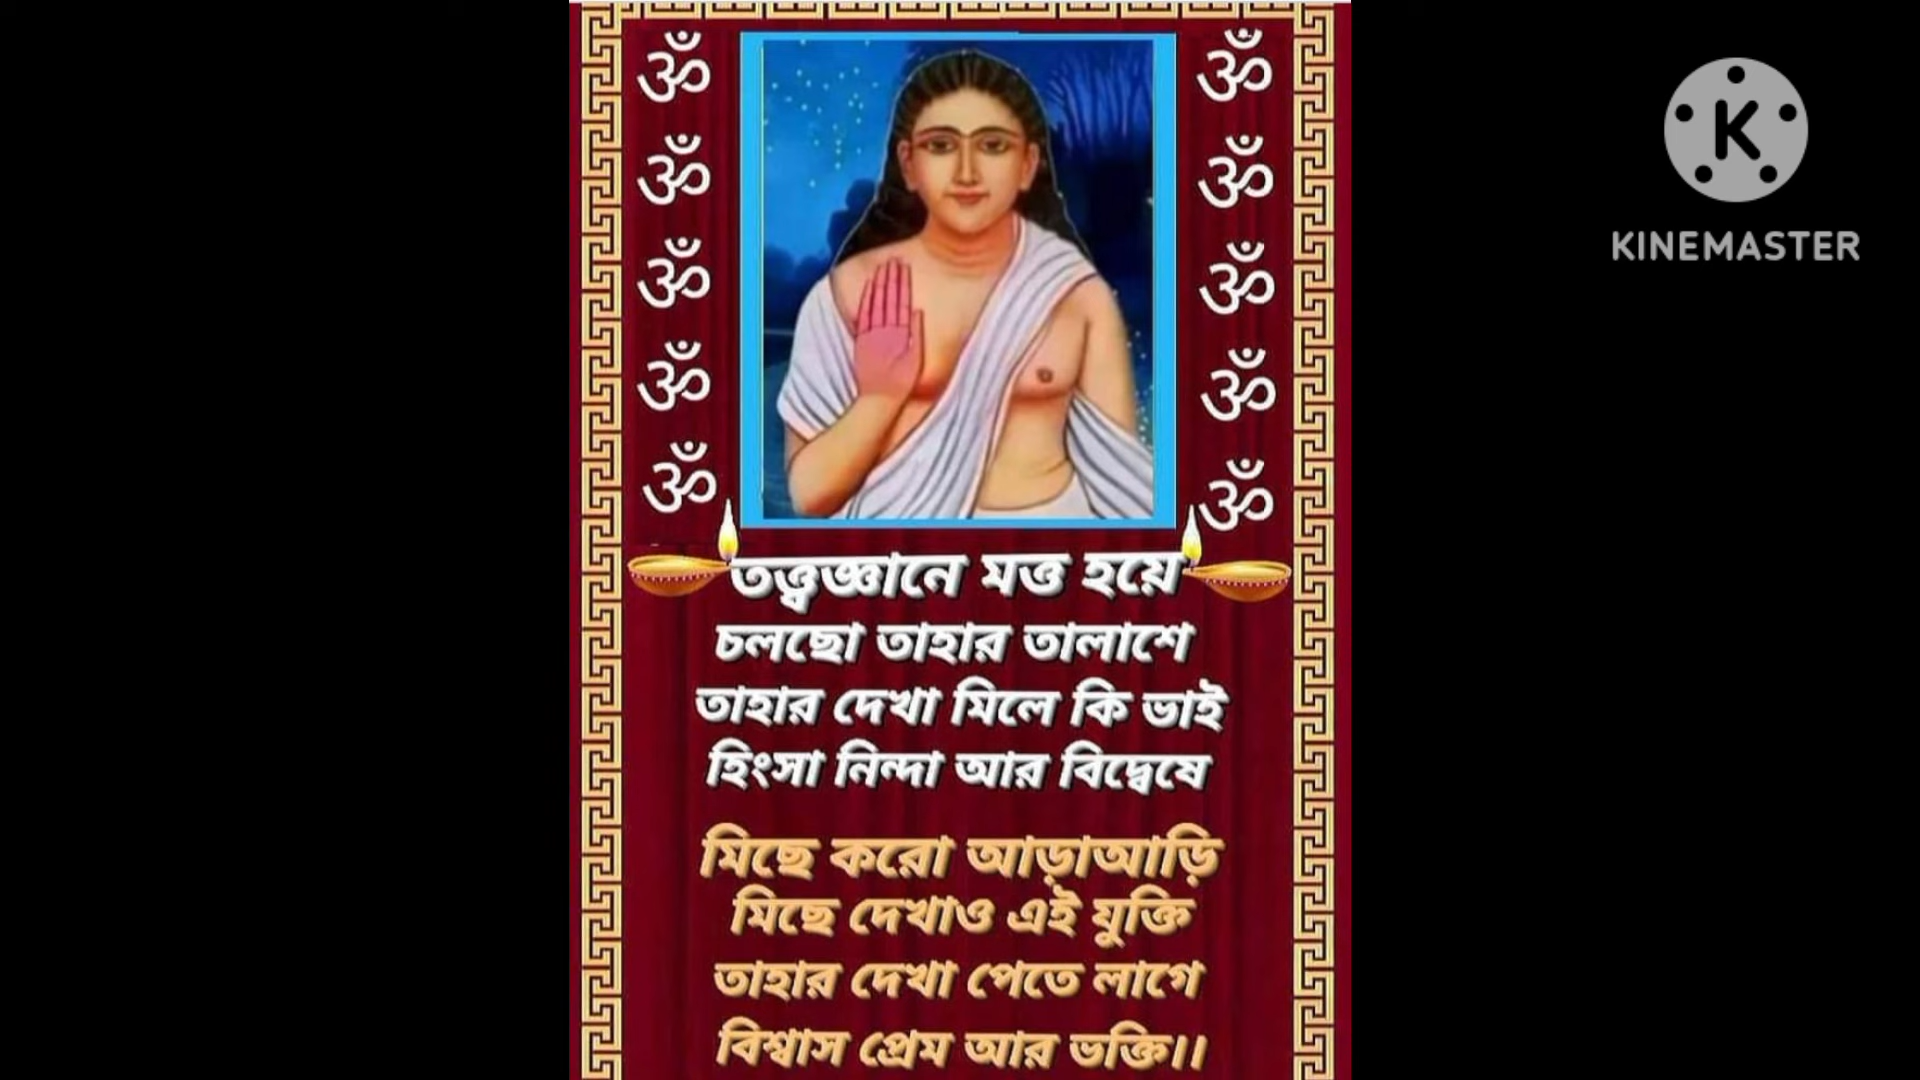 ॐ ॐ
ॐ ॐ
ॐ ॐ
ॐ ॐ
ॐ ॐ
K
KINEMASTER
তত্ত্বজ্ঞানে মত্ত হয়ে
চলছো তাহার তালাশে
তাহার দেখা মিলে কি ভাই
হিংসা নিন্দা আর বিদ্বেষে
মিছে করো আড়াআড়ি
মিছে দেখাও এই যুক্তি
তাহার দেখা পেতে লাগে
বিশ্বাস প্রেম আর ভক্তি।।